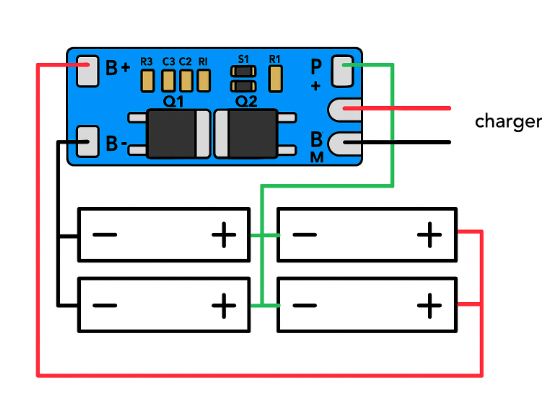 B+
R3 C3 C2 RI S1 R1
P
+
Q1 Q2
B-
B
M
charger
− + − +
− + − +